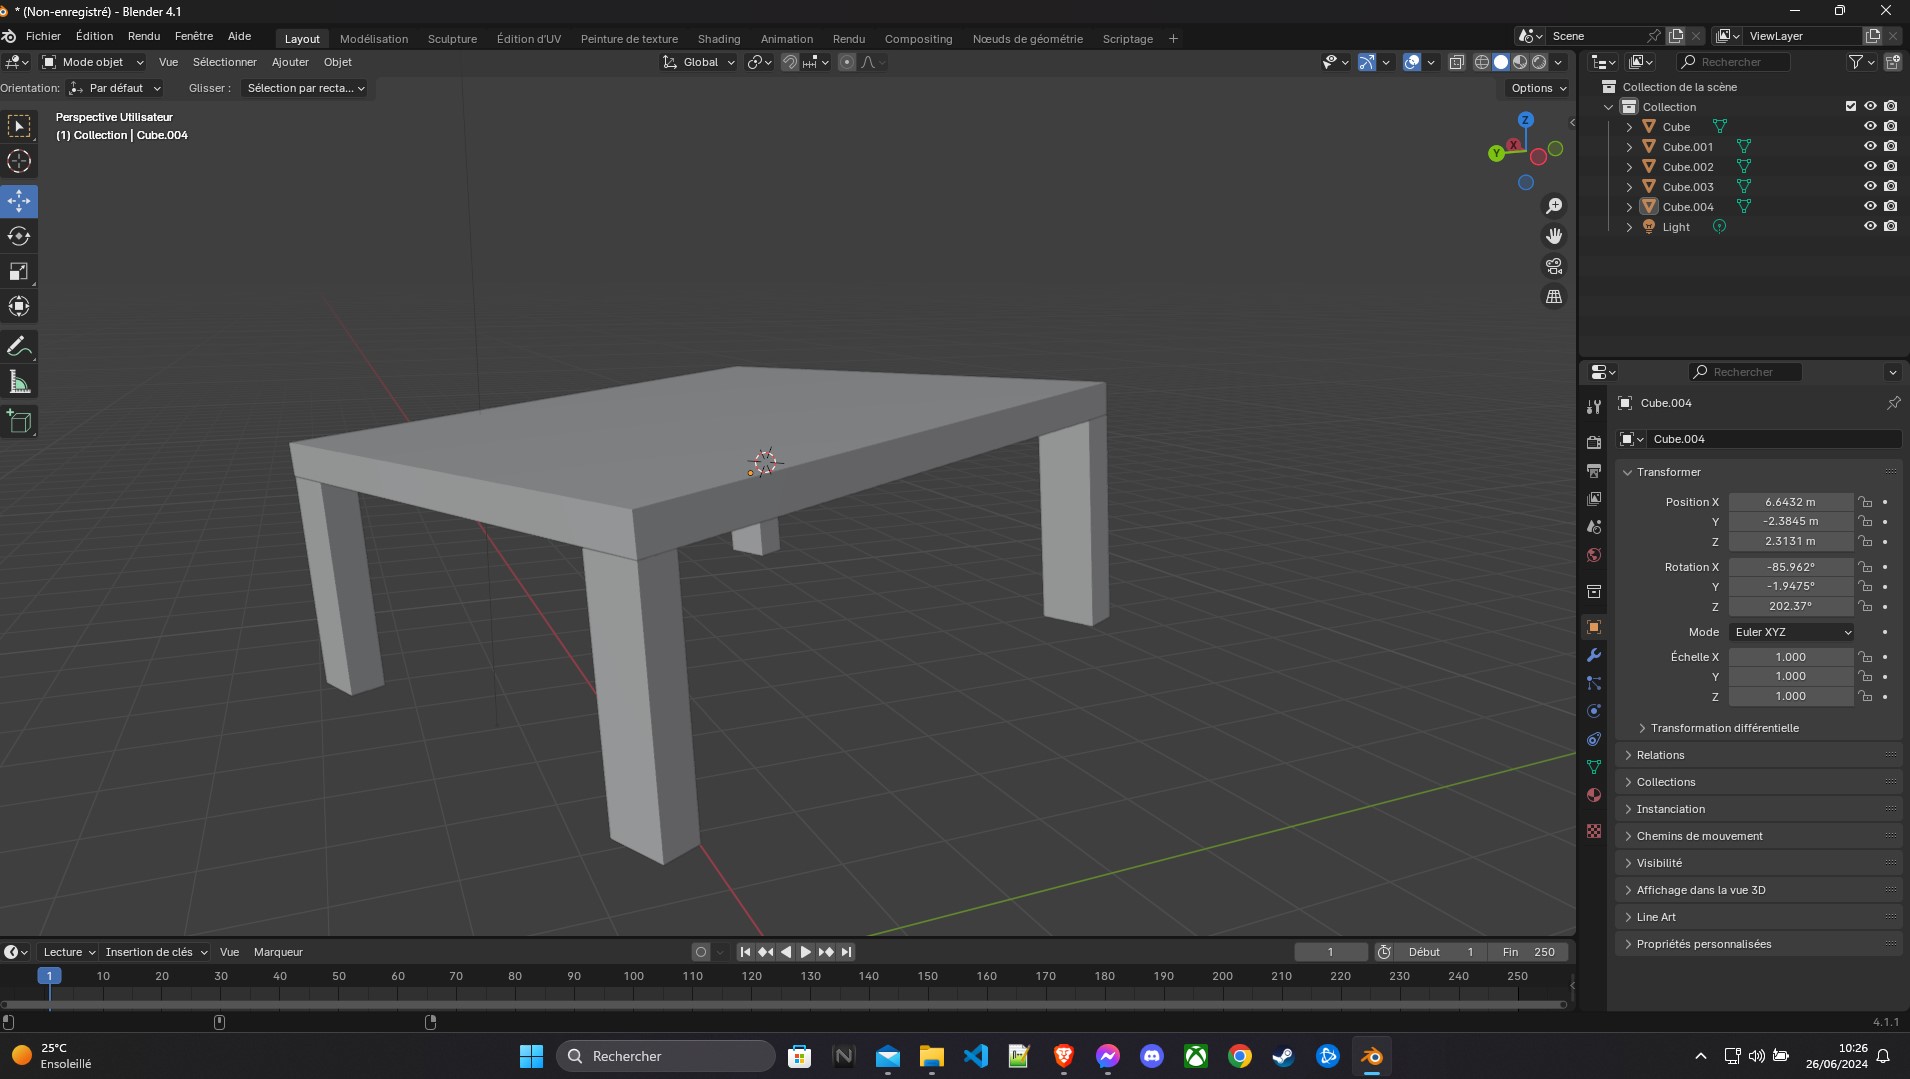 * (Non-enregistré) - Blender 4.1
Fichier Édition Rendu Fenêtre Aide Layout Modélisation Sculpture Édition d'UV Peinture de texture Shading Animation Rendu Compositing Nœuds de géométrie Scriptage + Scene ViewLayer
Mode objet Vue Sélectionner Ajouter Objet Global Rechercher
Orientation: Par défaut Glisser : Sélection par recta... Options
Perspective Utilisateur
(1) Collection | Cube.004
Z
X
Y
Collection de la scène
Collection
Cube
Cube.001
Cube.002
Cube.003
Cube.004
Light
Rechercher
Cube.004
Cube.004
Transformer
Position X 6.6432 m
Y -2.3845 m
Z 2.3131 m
Rotation X -85.962°
Y -1.9475°
Z 202.37°
Mode Euler XYZ
Échelle X 1.000
Y 1.000
Z 1.000
Transformation différentielle
Relations
Collections
Instanciation
Chemins de mouvement
Visibilité
Affichage dans la vue 3D
Line Art
Propriétés personnalisées
Lecture Insertion de clés Vue Marqueur 1 Début 1 Fin 250
1 10 20 30 40 50 60 70 80 90 100 110 120 130 140 150 160 170 180 190 200 210 220 230 240 250
4.1.1
25°C
Ensoleillé
Rechercher
10:26
26/06/2024